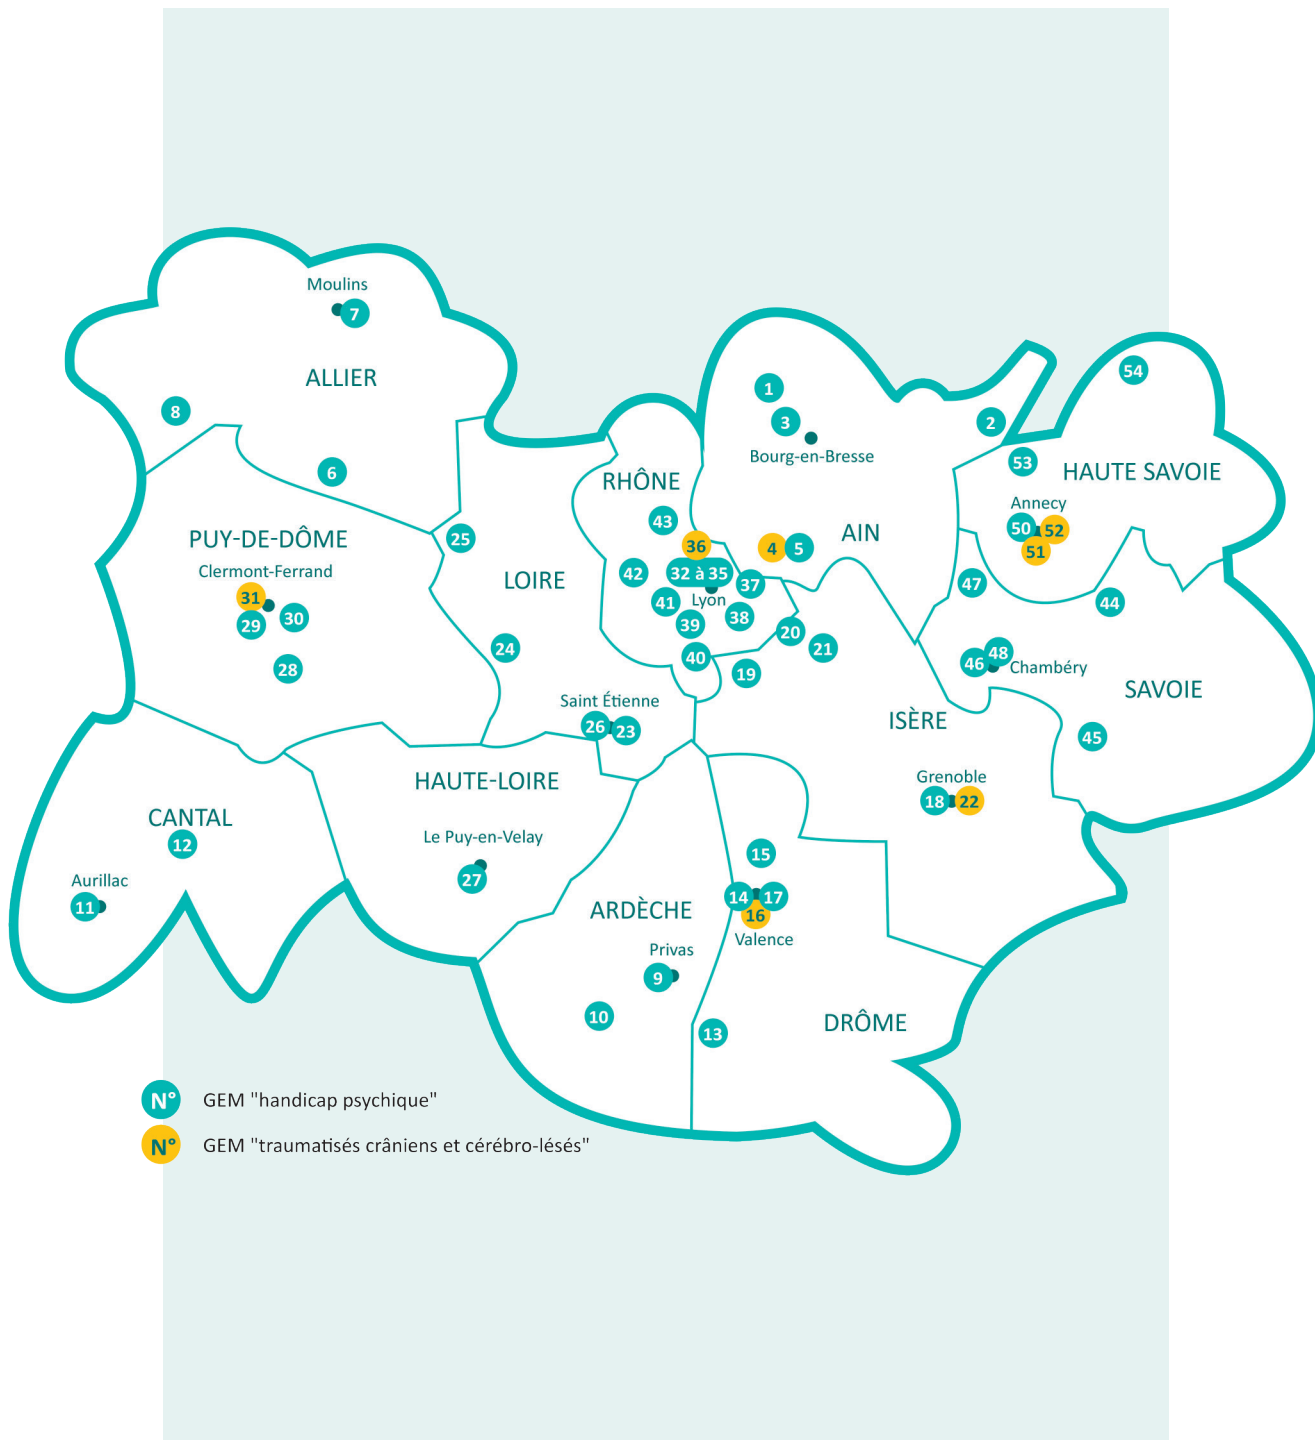 Moulins
7
ALLIER
54
1
8
3
2
Bourg-en-Bresse
53
6
RHÔNE
HAUTE SAVOIE
Annecy
43
50
52
51
PUY-DE-DÔME
25
36
4
5
AIN
Clermont-Ferrand
42
32 à 35
37
47
LOIRE
31
Lyon
41
44
29
30
39
38
20
24
21
40
48
46
Chambéry
28
19
SAVOIE
Saint Étienne
26
23
ISÈRE
45
HAUTE-LOIRE
Grenoble
18
22
CANTAL
12
Le Puy-en-Velay
15
27
Aurillac
11
14
17
16
ARDÈCHE
Valence
Privas
9
10
13
DRÔME
N° GEM "handicap psychique"
N° GEM "traumatisés crâniens et cérébro-lésés"